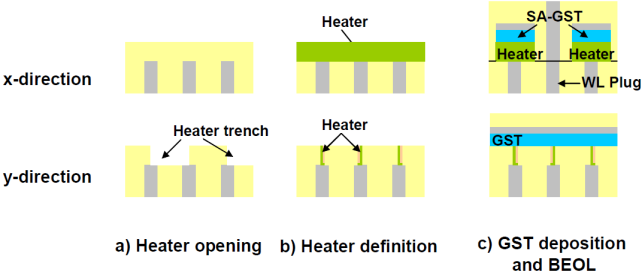 Heater
SA-GST
Heater
Heater
x-direction
WL Plug
Heater trench
Heater
GST
y-direction
a) Heater opening
b) Heater definition
c) GST deposition
and BEOL